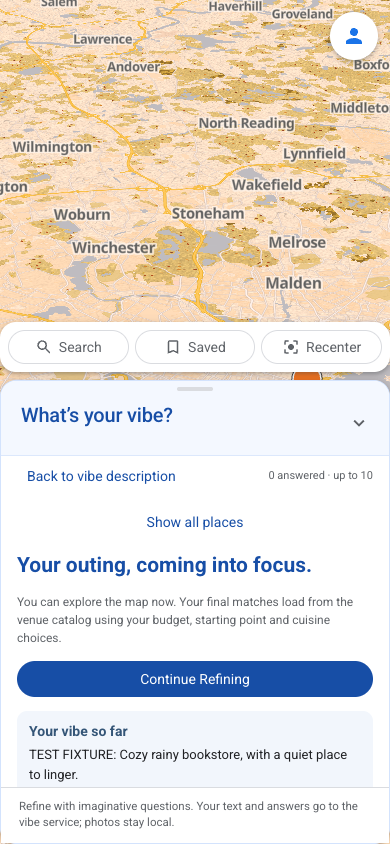 Salem
Haverhill
Groveland
Lawrence
Andover
Boxfo
Middleto
North Reading
Wilmington
Lynnfield
gton
Wakefield
Woburn
Stoneham
Winchester
Melrose
Malden
Search
Saved
Recenter
What's your vibe?
Back to vibe description
0 answered · up to 10
Show all places
Your outing, coming into focus.
You can explore the map now. Your final matches load from the
venue catalog using your budget, starting point and cuisine
choices.
Continue Refining
Your vibe so far
TEST FIXTURE: Cozy rainy bookstore, with a quiet place
to linger.
Refine with imaginative questions. Your text and answers go to the
vibe service; photos stay local.